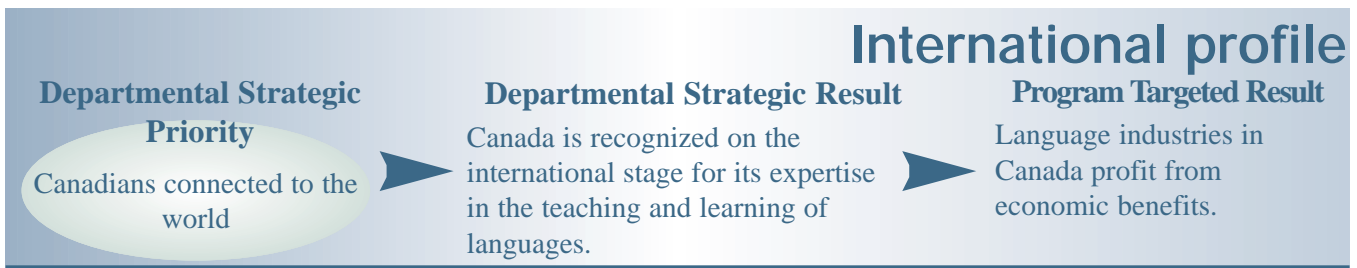 International profile
Departmental Strategic
Priority
Canadians connected to the
world
Departmental Strategic Result
Canada is recognized on the
international stage for its expertise
in the teaching and learning of
languages.
Program Targeted Result
Language industries in
Canada profit from
economic benefits.